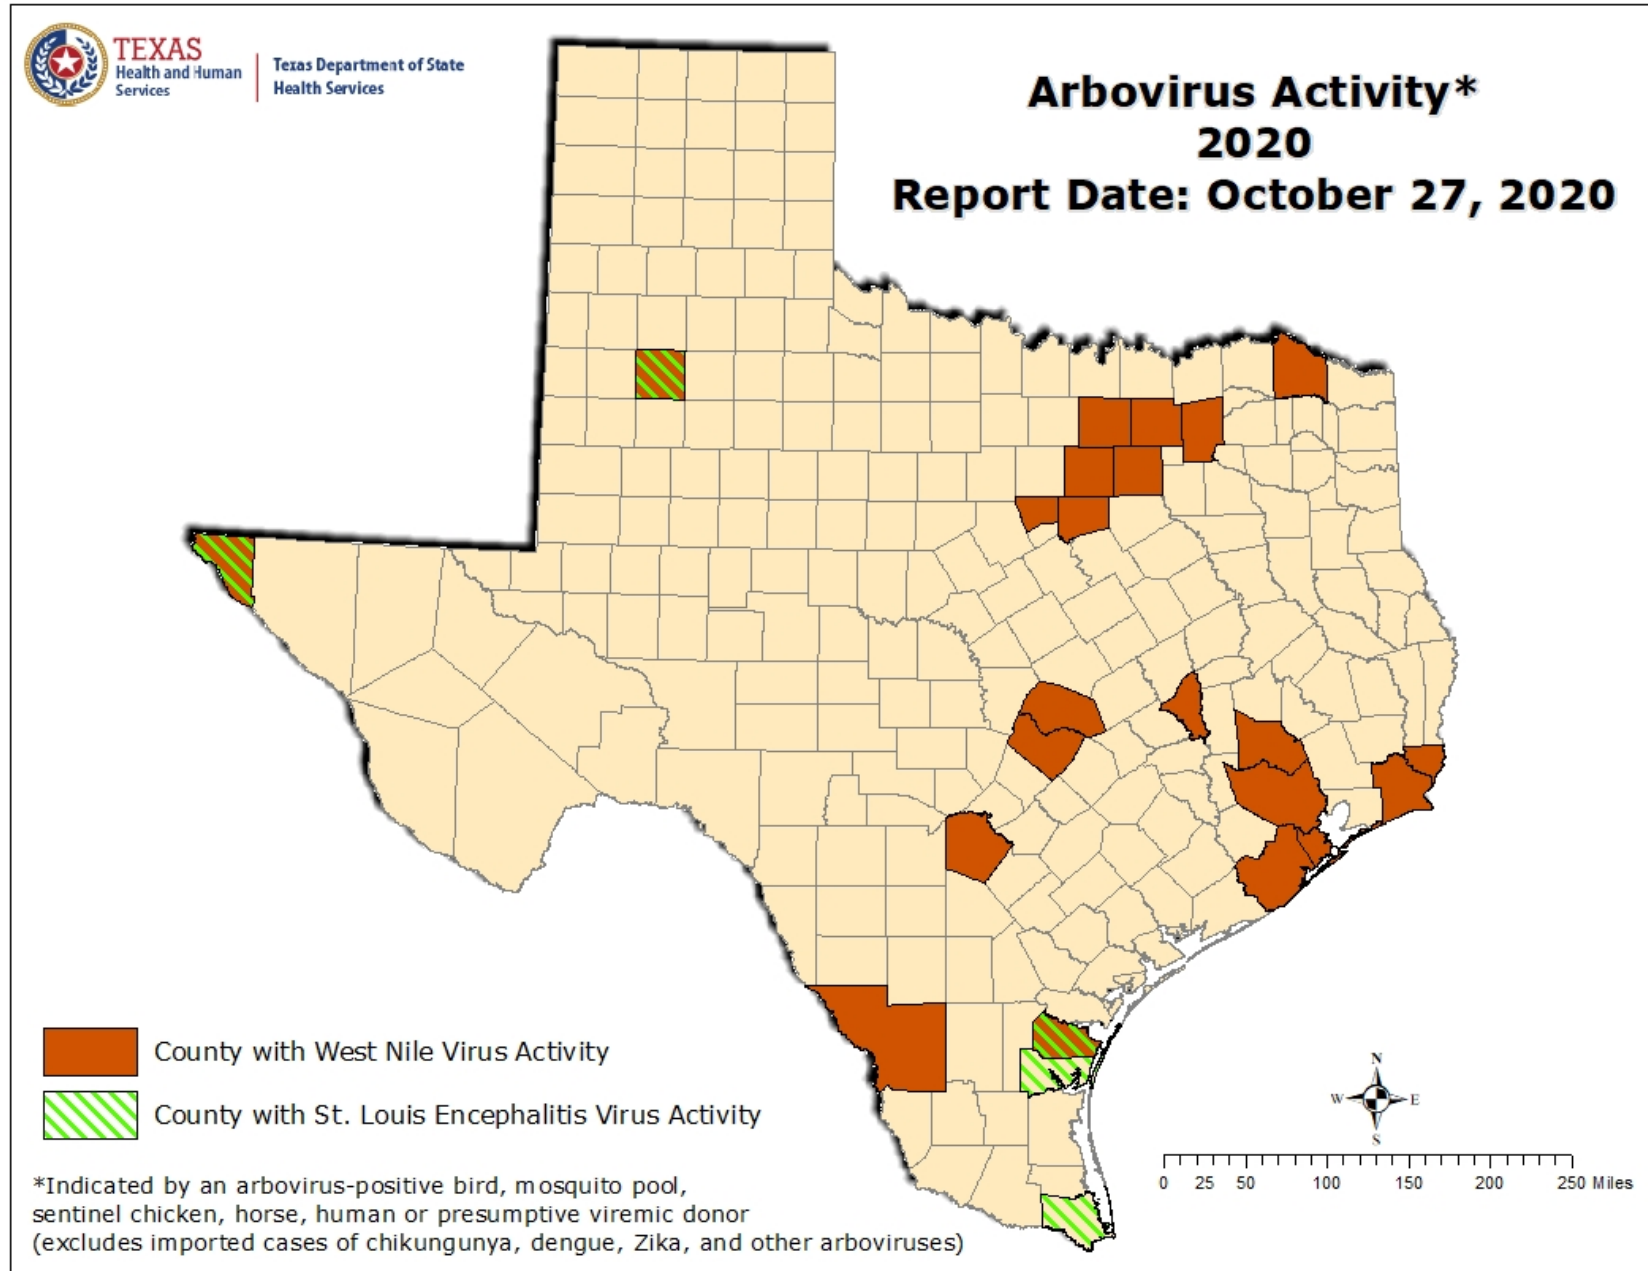 TEXAS
Health and Human
Services
Texas Department of State
Health Services
Arbovirus Activity*
2020
Report Date: October 27, 2020
County with West Nile Virus Activity
County with St. Louis Encephalitis Virus Activity
*Indicated by an arbovirus-positive bird, mosquito pool,
sentinel chicken, horse, human or presumptive viremic donor
(excludes imported cases of chikungunya, dengue, Zika, and other arboviruses)
N
W E
S
0 25 50 100 150 200 250 Miles